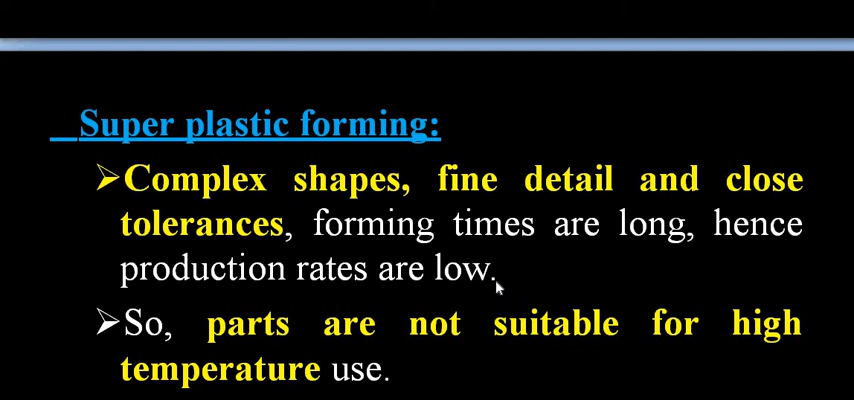 Super plastic forming:
➢Complex shapes, fine detail and close
tolerances, forming times are long, hence
production rates are low.
➢So, parts are not suitable for high
temperature use.